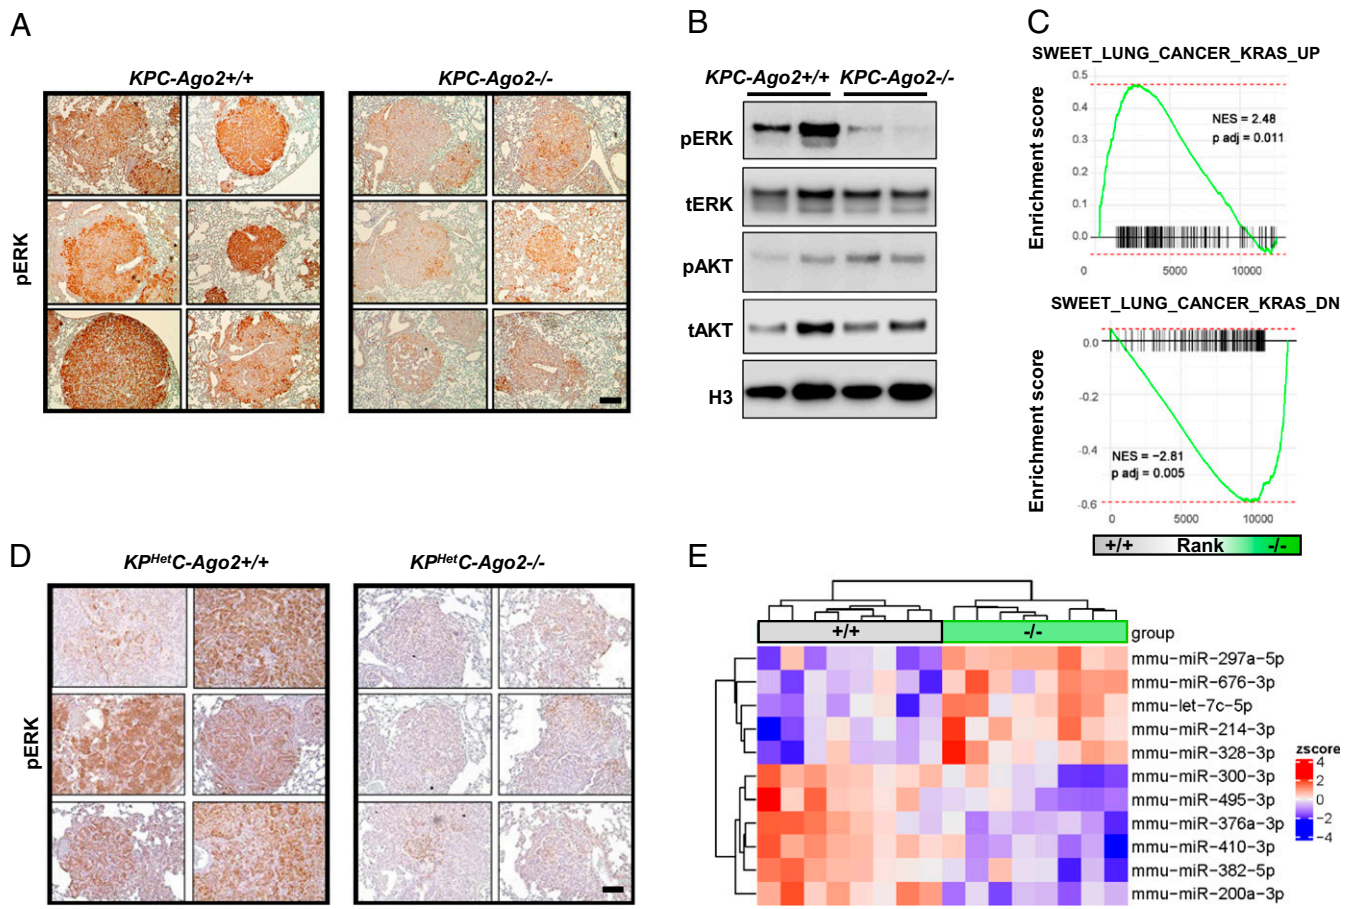 A
KPC-Ago2+/+ KPC-Ago2-/-
pERK
B
KPC-Ago2+/+ KPC-Ago2-/-
pERK
tERK
pAKT
tAKT
H3
C
SWEET_LUNG_CANCER_KRAS_UP
Enrichment score
0.5
0.4
0.3
0.2
0.1
0.0
NES = 2.48
p adj = 0.011
0 5000 10000
SWEET_LUNG_CANCER_KRAS_DN
Enrichment score
0.0
-0.2
-0.4
-0.6
NES = −2.81
p adj = 0.005
0 5000 10000
+/+ Rank -/-
D
KPHetC-Ago2+/+ KPHetC-Ago2-/-
pERK
E
+/+ -/- group
mmu-miR-297a-5p
mmu-miR-676-3p
mmu-let-7c-5p
mmu-miR-214-3p
mmu-miR-328-3p
mmu-miR-300-3p
mmu-miR-495-3p
mmu-miR-376a-3p
mmu-miR-410-3p
mmu-miR-382-5p
mmu-miR-200a-3p
zscore
4
2
0
−2
−4